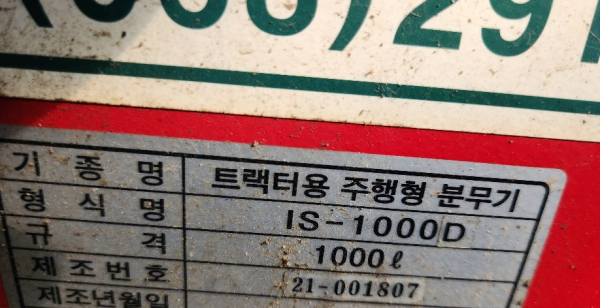 )291
기종명 트랙터용 주행형 분무기
형식명 IS-1000D
규격 1000ℓ
제조번호 21-001807
제조년월일